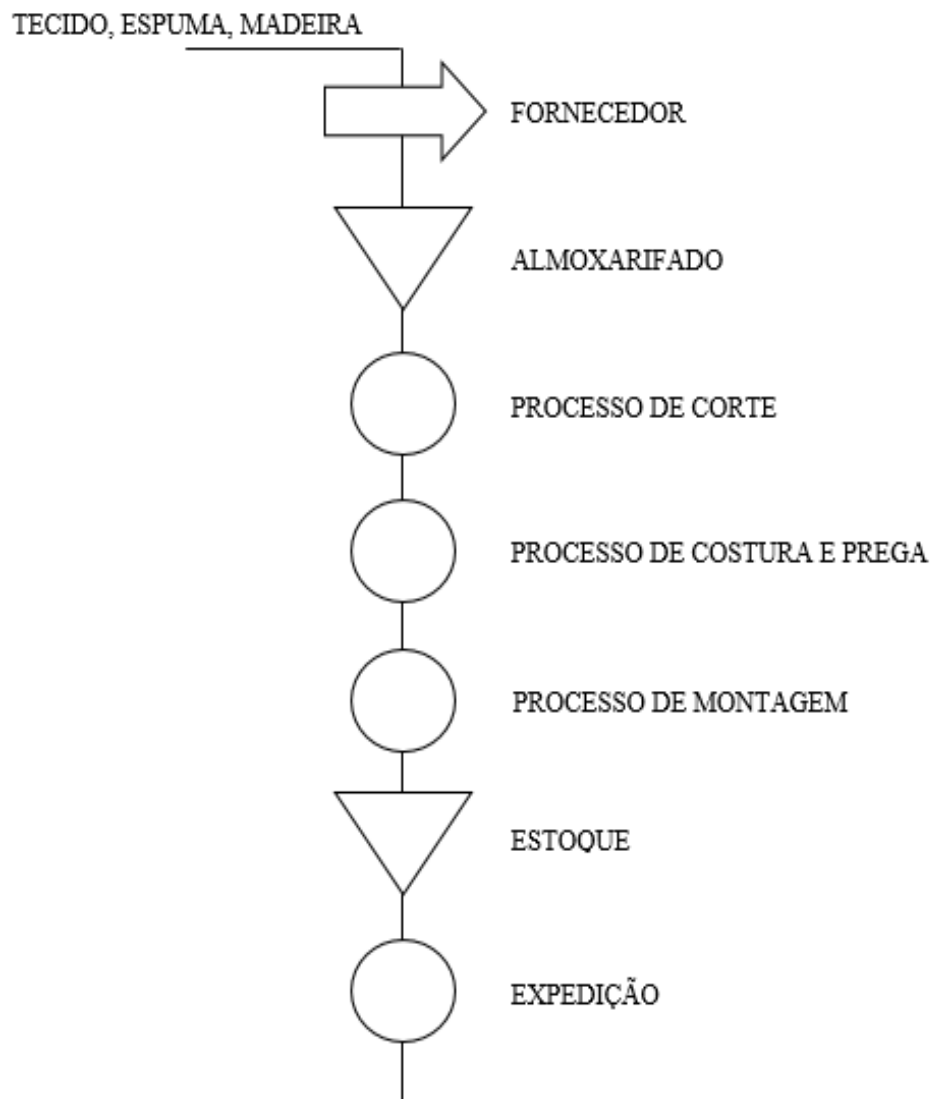 TECIDO, ESPUMA, MADEIRA
FORNECEDOR
ALMOXARIFADO
PROCESSO DE CORTE
PROCESSO DE COSTURA E PREGA
PROCESSO DE MONTAGEM
ESTOQUE
EXPEDIÇÃO